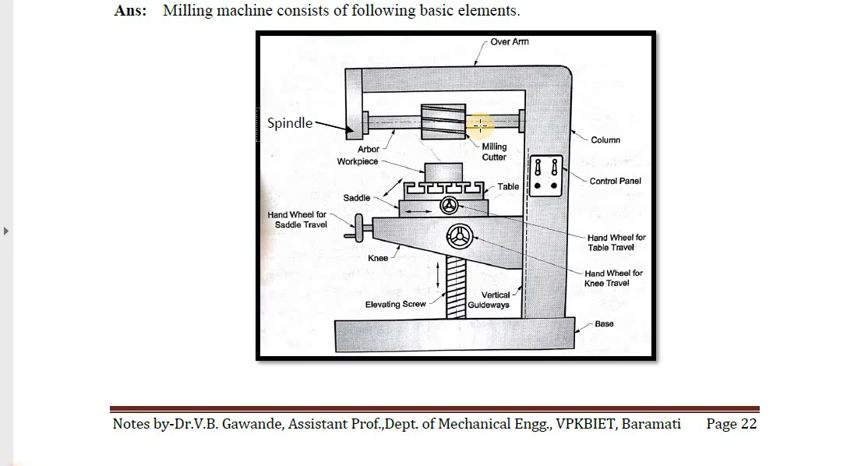 Ans: Milling machine consists of following basic elements.
Over Arm
Spindle
Arbor
Workpiece
Milling
Cutter
Column
Control Panel
Table
Saddle
Hand Wheel for
Saddle Travel
Knee
Hand Wheel for
Table Travel
Hand Wheel for
Knee Travel
Elevating Screw
Vertical
Guideways
Base
Notes by-Dr.V.B. Gawande, Assistant Prof.,Dept. of Mechanical Engg., VPKBIET, Baramati Page 22